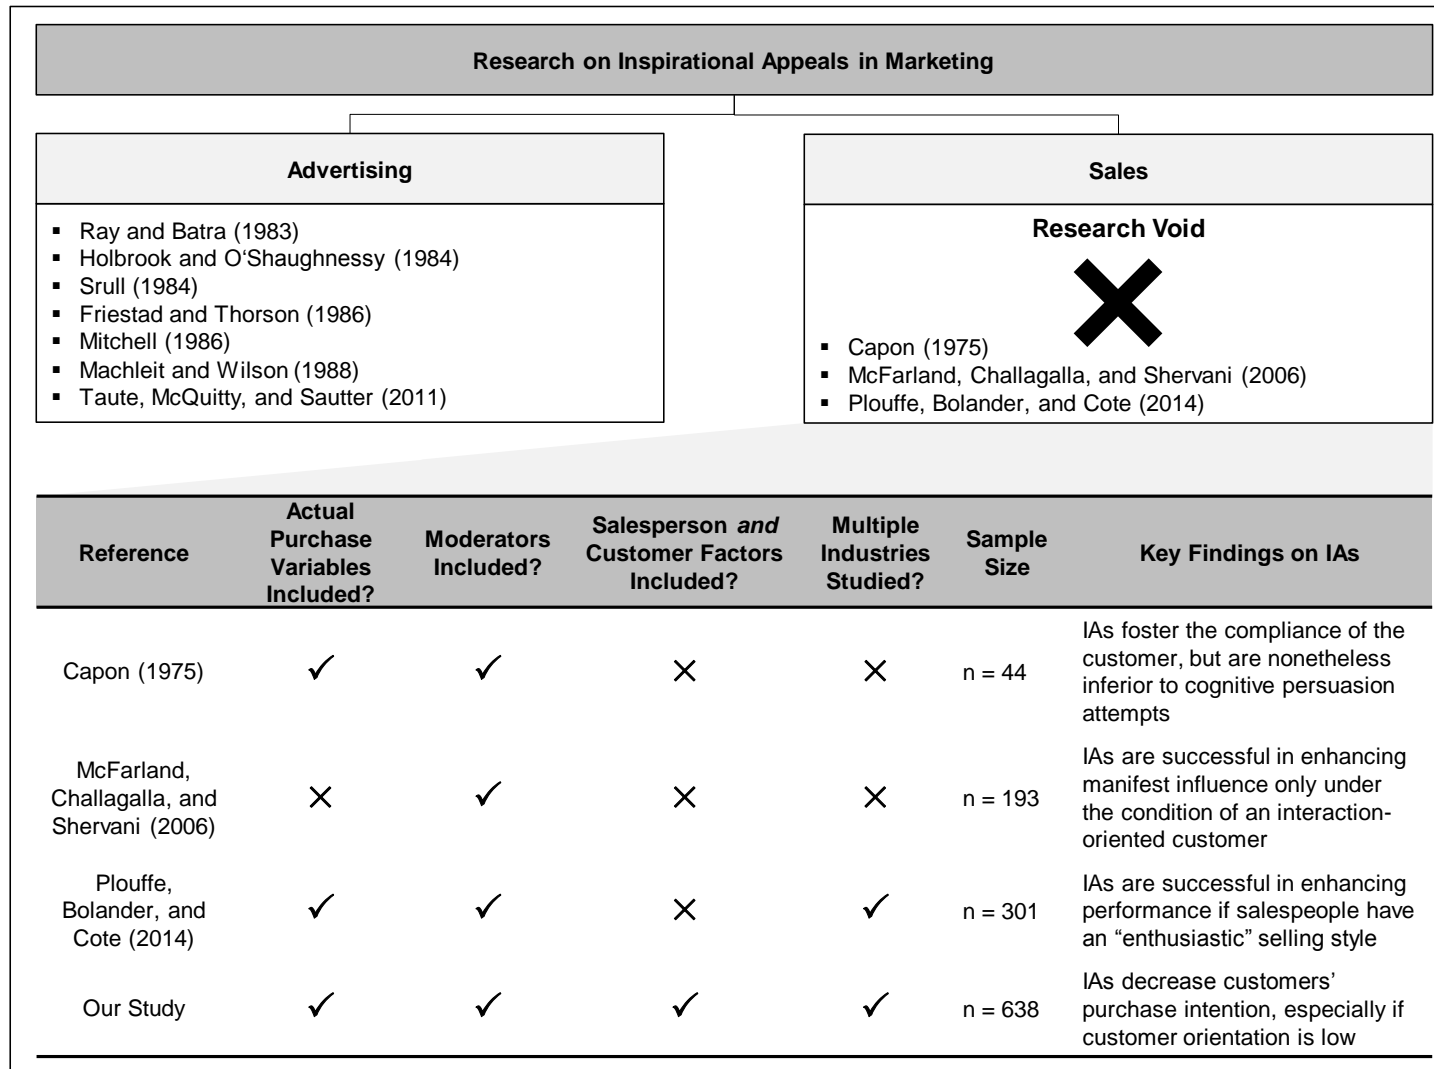 Research on Inspirational Appeals in Marketing
Advertising
▪ Ray and Batra (1983)
▪ Holbrook and O‘Shaughnessy (1984)
▪ Srull (1984)
▪ Friestad and Thorson (1986)
▪ Mitchell (1986)
▪ Machleit and Wilson (1988)
▪ Taute, McQuitty, and Sautter (2011)
Sales
Research Void
▪ Capon (1975)
▪ McFarland, Challagalla, and Shervani (2006)
▪ Plouffe, Bolander, and Cote (2014)
Reference
Actual
Purchase
Variables
Included?
Moderators
Included?
Salesperson and
Customer Factors
Included?
Multiple
Industries
Studied?
Sample
Size
Key Findings on IAs
Capon (1975)
✓
✓
✕
✕
n = 44
IAs foster the compliance of the
customer, but are nonetheless
inferior to cognitive persuasion
attempts
McFarland,
Challagalla, and
Shervani (2006)
✕
✓
✕
✕
n = 193
IAs are successful in enhancing
manifest influence only under
the condition of an interaction-
oriented customer
Plouffe,
Bolander, and
Cote (2014)
✓
✓
✕
✓
n = 301
IAs are successful in enhancing
performance if salespeople have
an “enthusiastic” selling style
Our Study
✓
✓
✓
✓
n = 638
IAs decrease customers’
purchase intention, especially if
customer orientation is low